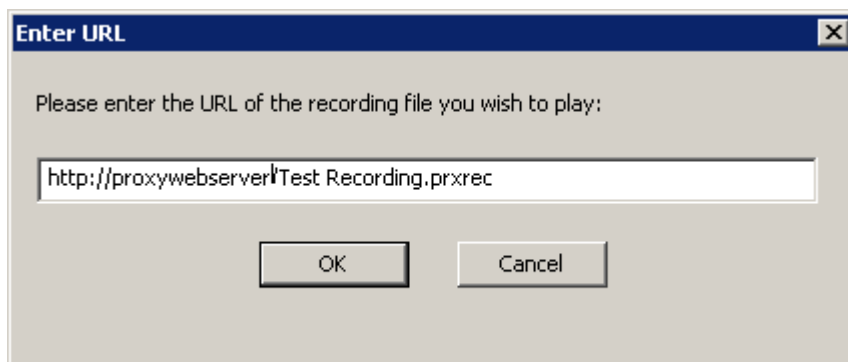 Enter URL
Please enter the URL of the recording file you wish to play:
http://proxywebserver/Test Recording.prxrec
OK Cancel